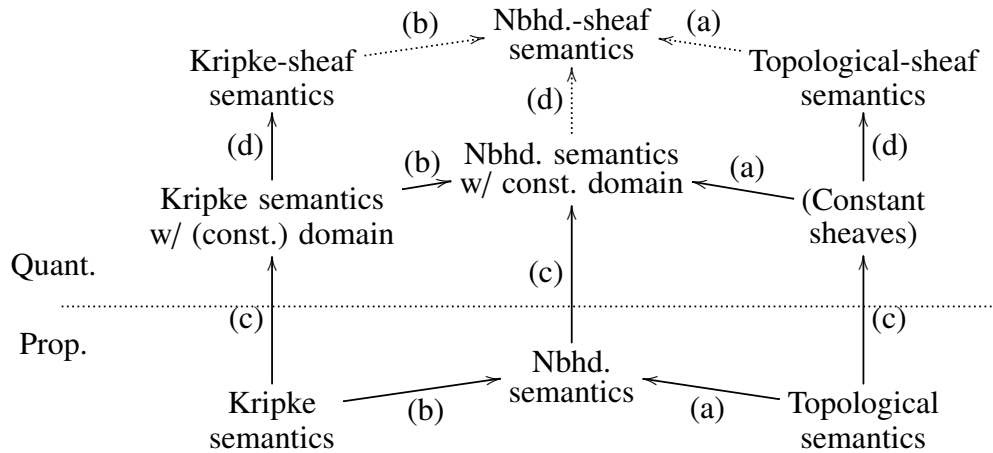 (b)
Nbhd.-sheaf
semantics
(a)
Kripke-sheaf
semantics
Topological-sheaf
semantics
(d)
(d)
(d)
(b)
Nbhd. semantics
w/ const. domain
(a)
Kripke semantics
w/ (const.) domain
(Constant
sheaves)
Quant.
(c)
(c)
(c)
Prop.
Nbhd.
semantics
Kripke
semantics
(b)
(a)
Topological
semantics